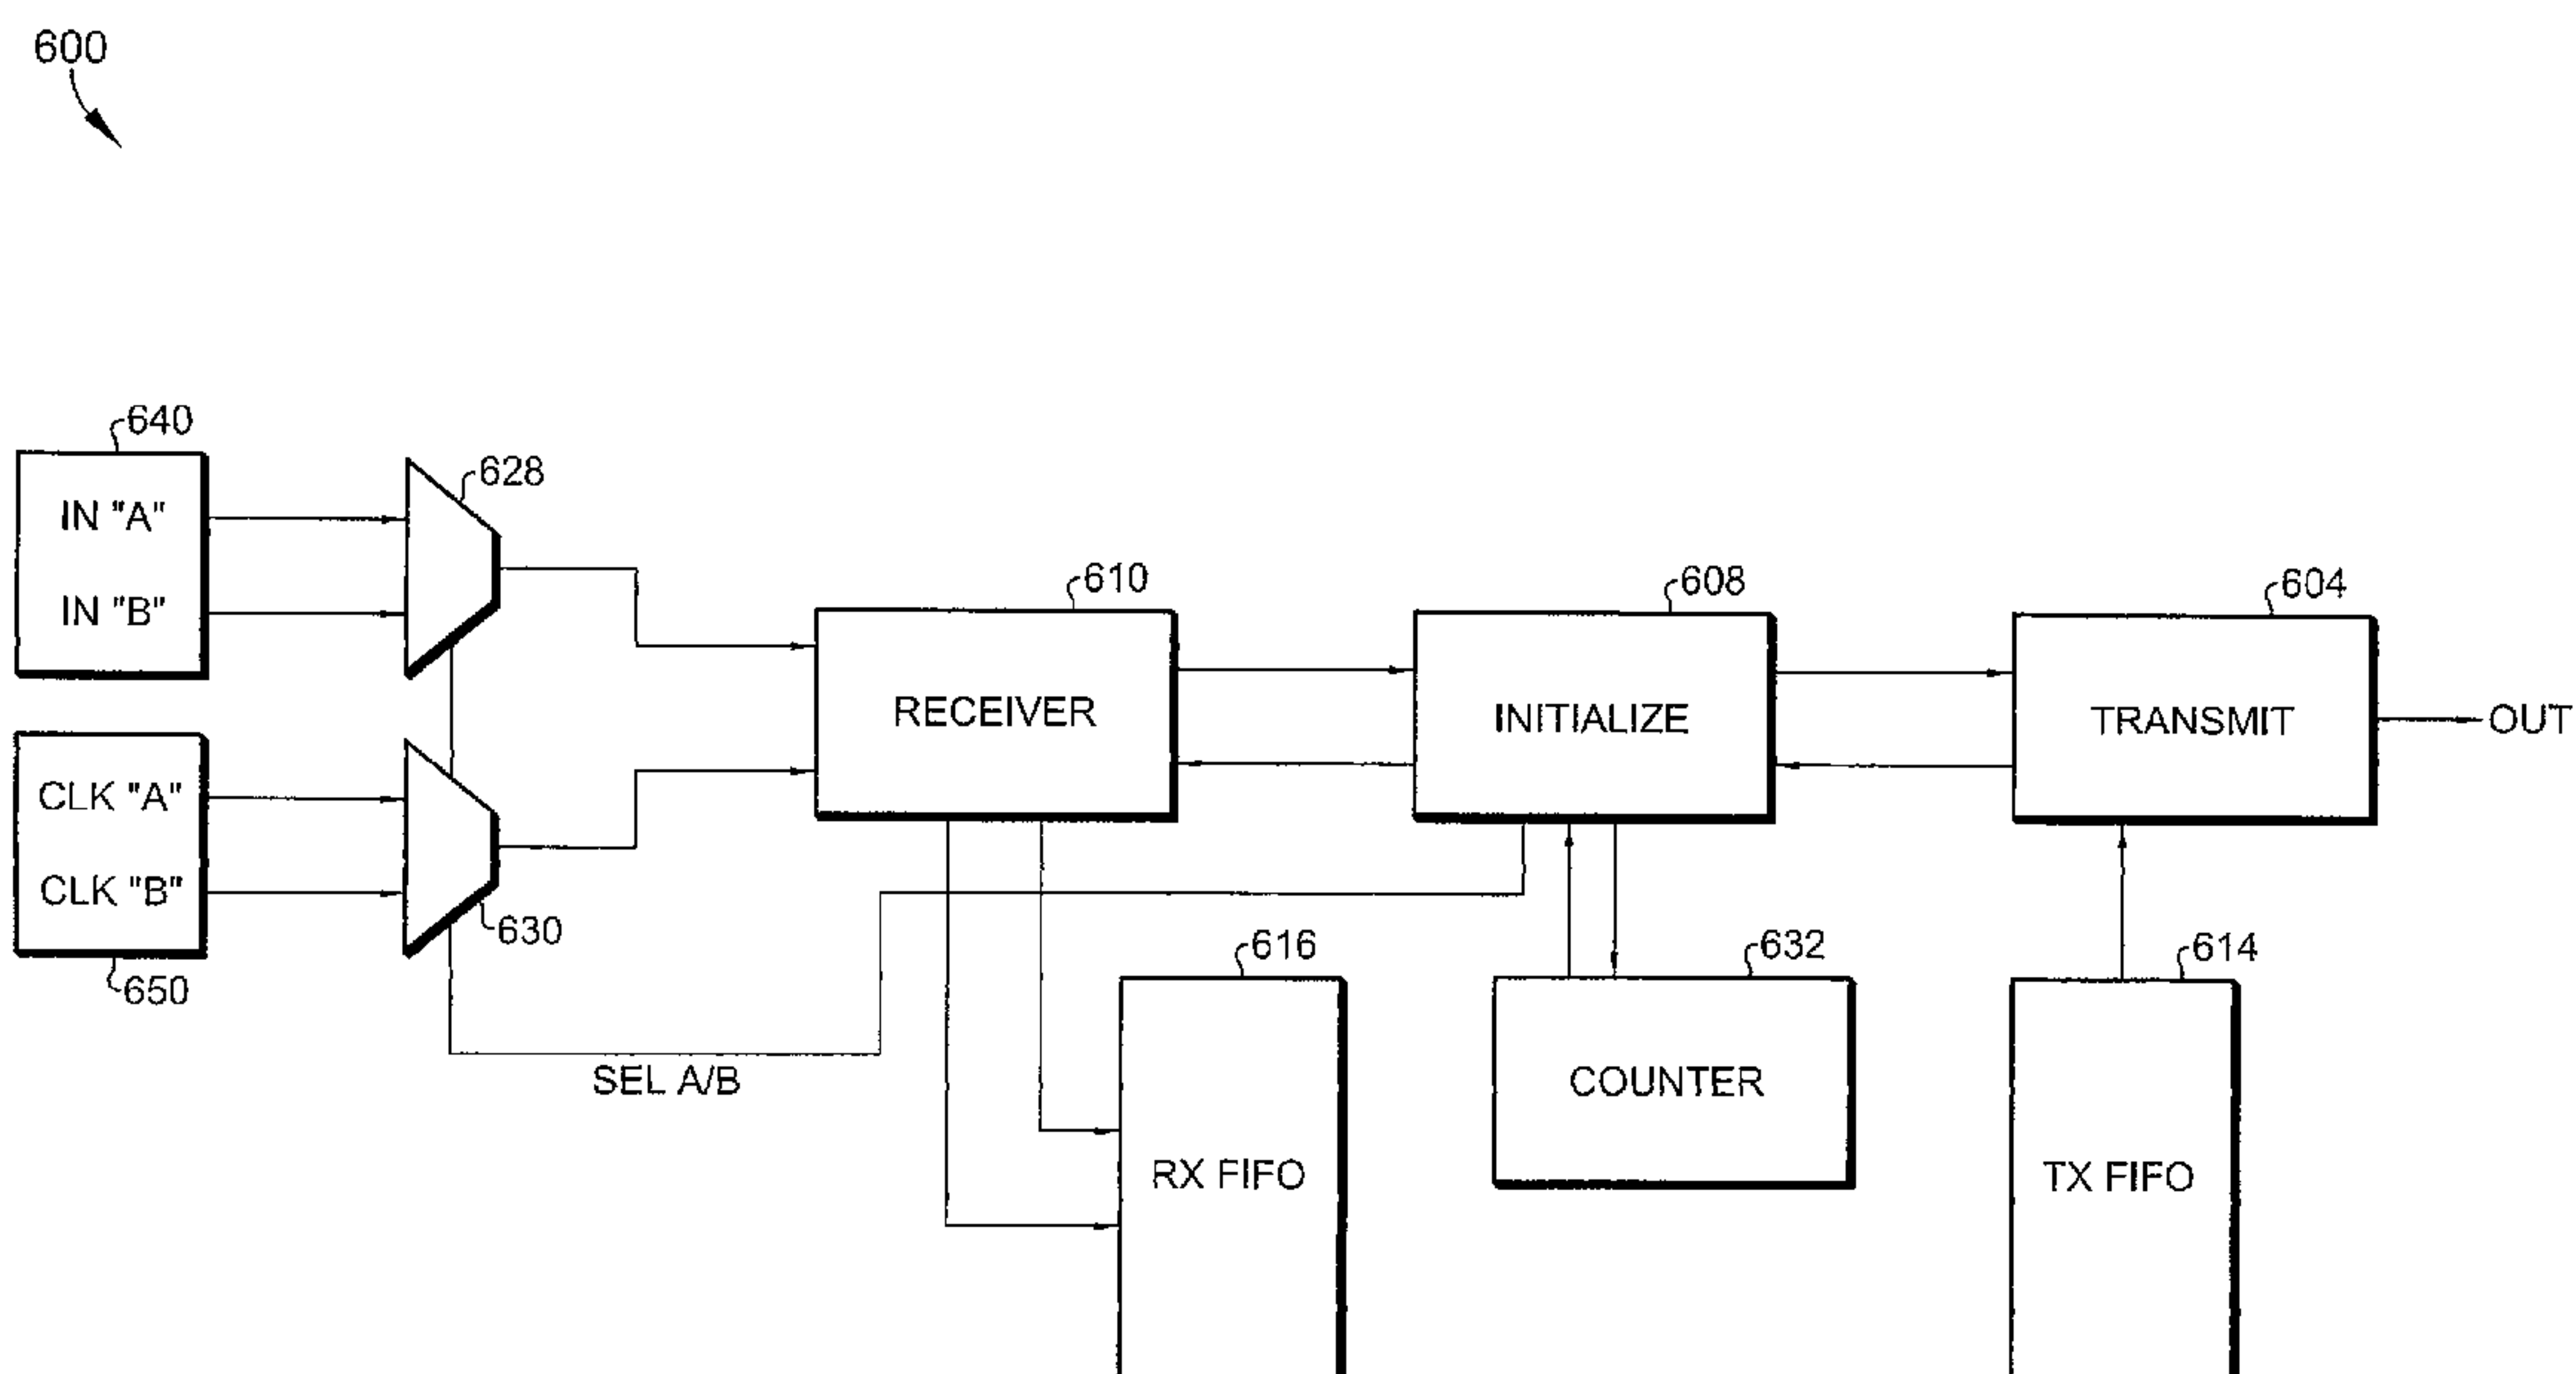 600
640
IN "A"
IN "B"
628
CLK "A"
CLK "B"
650
630
SEL A/B
610
RECEIVER
608
INITIALIZE
604
TRANSMIT
OUT
616
RX FIFO
632
COUNTER
614
TX FIFO